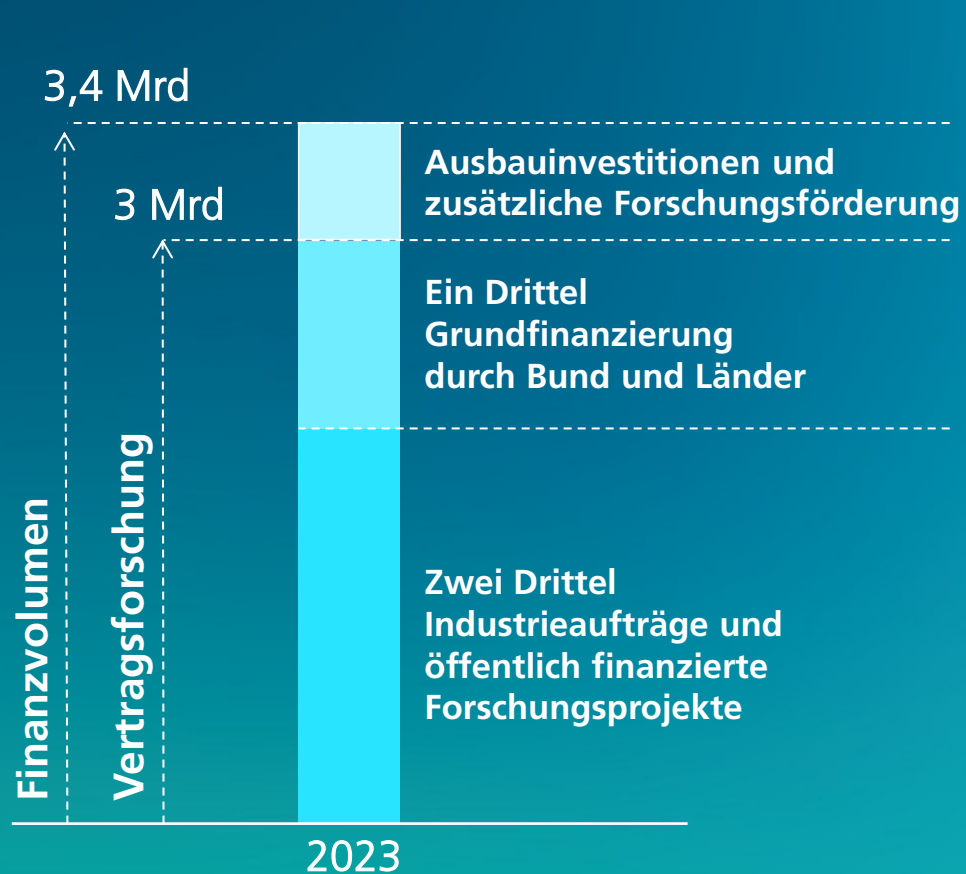 3,4 Mrd
3 Mrd
Finanzvolumen
Vertragsforschung
Ausbauinvestitionen und
zusätzliche Forschungsförderung
Ein Drittel
Grundfinanzierung
durch Bund und Länder
Zwei Drittel
Industrieaufträge und
öffentlich finanzierte
Forschungsprojekte
2023